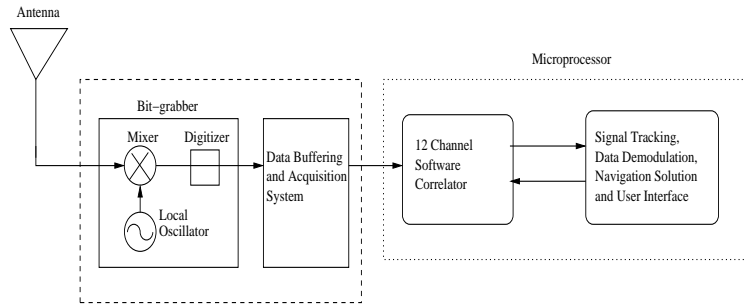 Antenna
Microprocessor
Bit-grabber
Mixer
Digitizer
Local
Oscillator
Data Buffering
and Acquisition
System
12 Channel
Software
Correlator
Signal Tracking,
Data Demodulation,
Navigation Solution
and User Interface